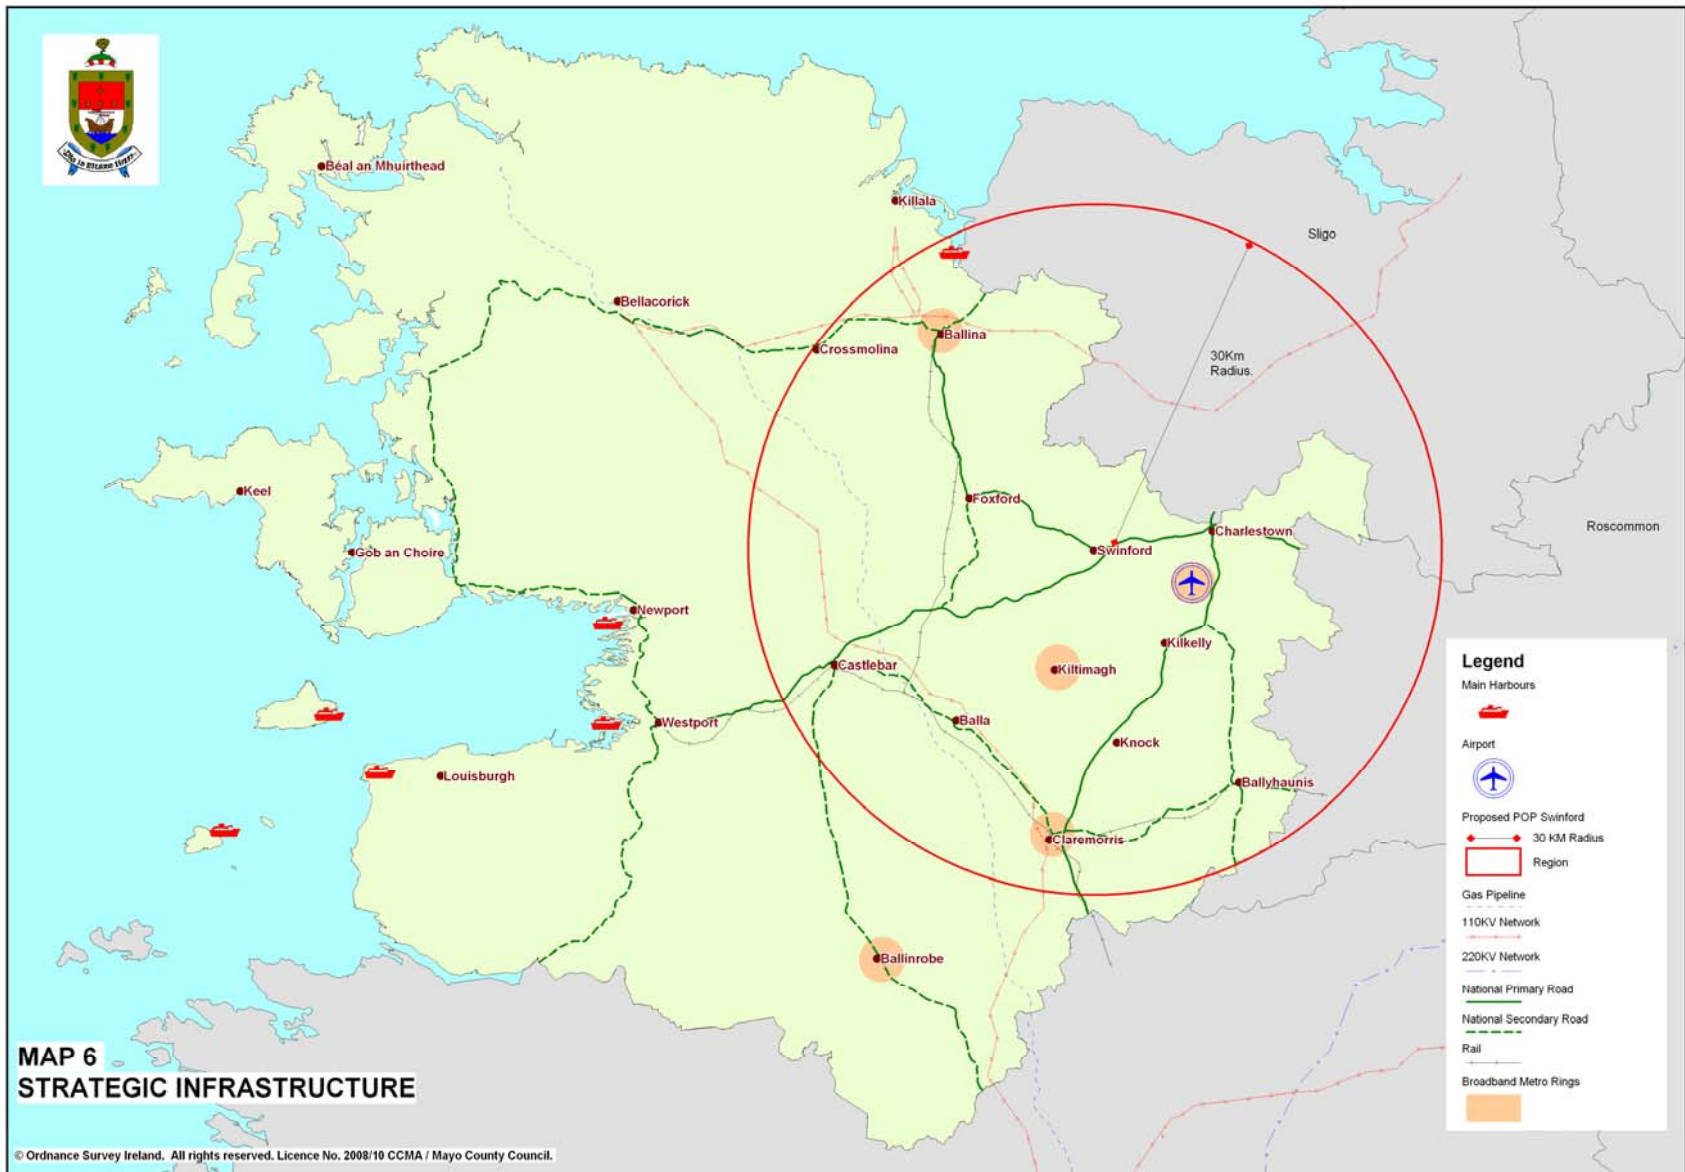 Béal an Mhuirthead
Killala
Sligo
Bellacorick
Ballina
Crossmolina
30Km
Radius.
Keel
Foxford
Roscommon
Charlestown
Gob an Choire
Swinford
Newport
Kilkelly
Castlebar
Kiltimagh
Westport
Balla
Knock
Louisburgh
Ballyhaunis
Claremorris
Ballinrobe
Legend
Main Harbours
Airport
Proposed POP Swinford
30 KM Radius
Region
Gas Pipeline
110KV Network
220KV Network
National Primary Road
National Secondary Road
Rail
Broadband Metro Rings
MAP 6
STRATEGIC INFRASTRUCTURE
© Ordnance Survey Ireland. All rights reserved. Licence No. 2008/10 CCMA / Mayo County Council.